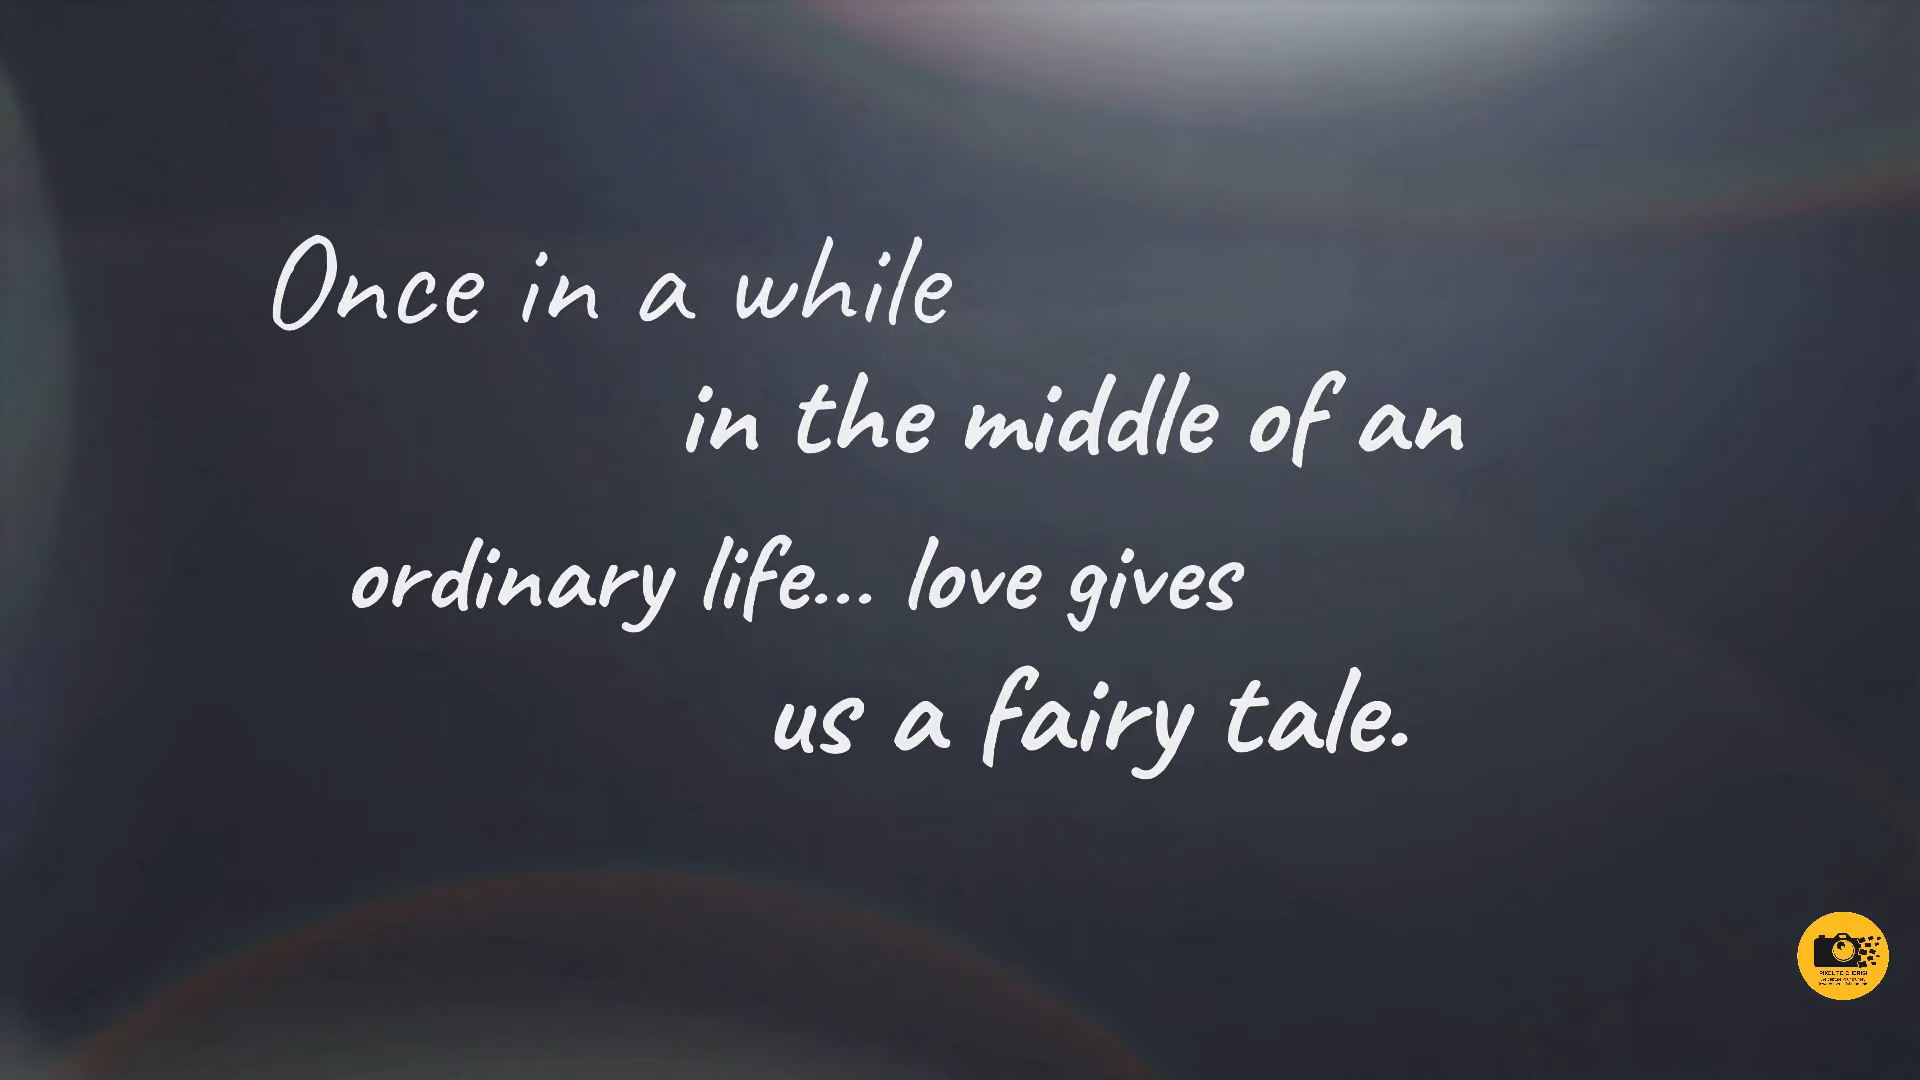 Once in a while
in the middle of an
ordinary life... love gives
us a fairy tale.